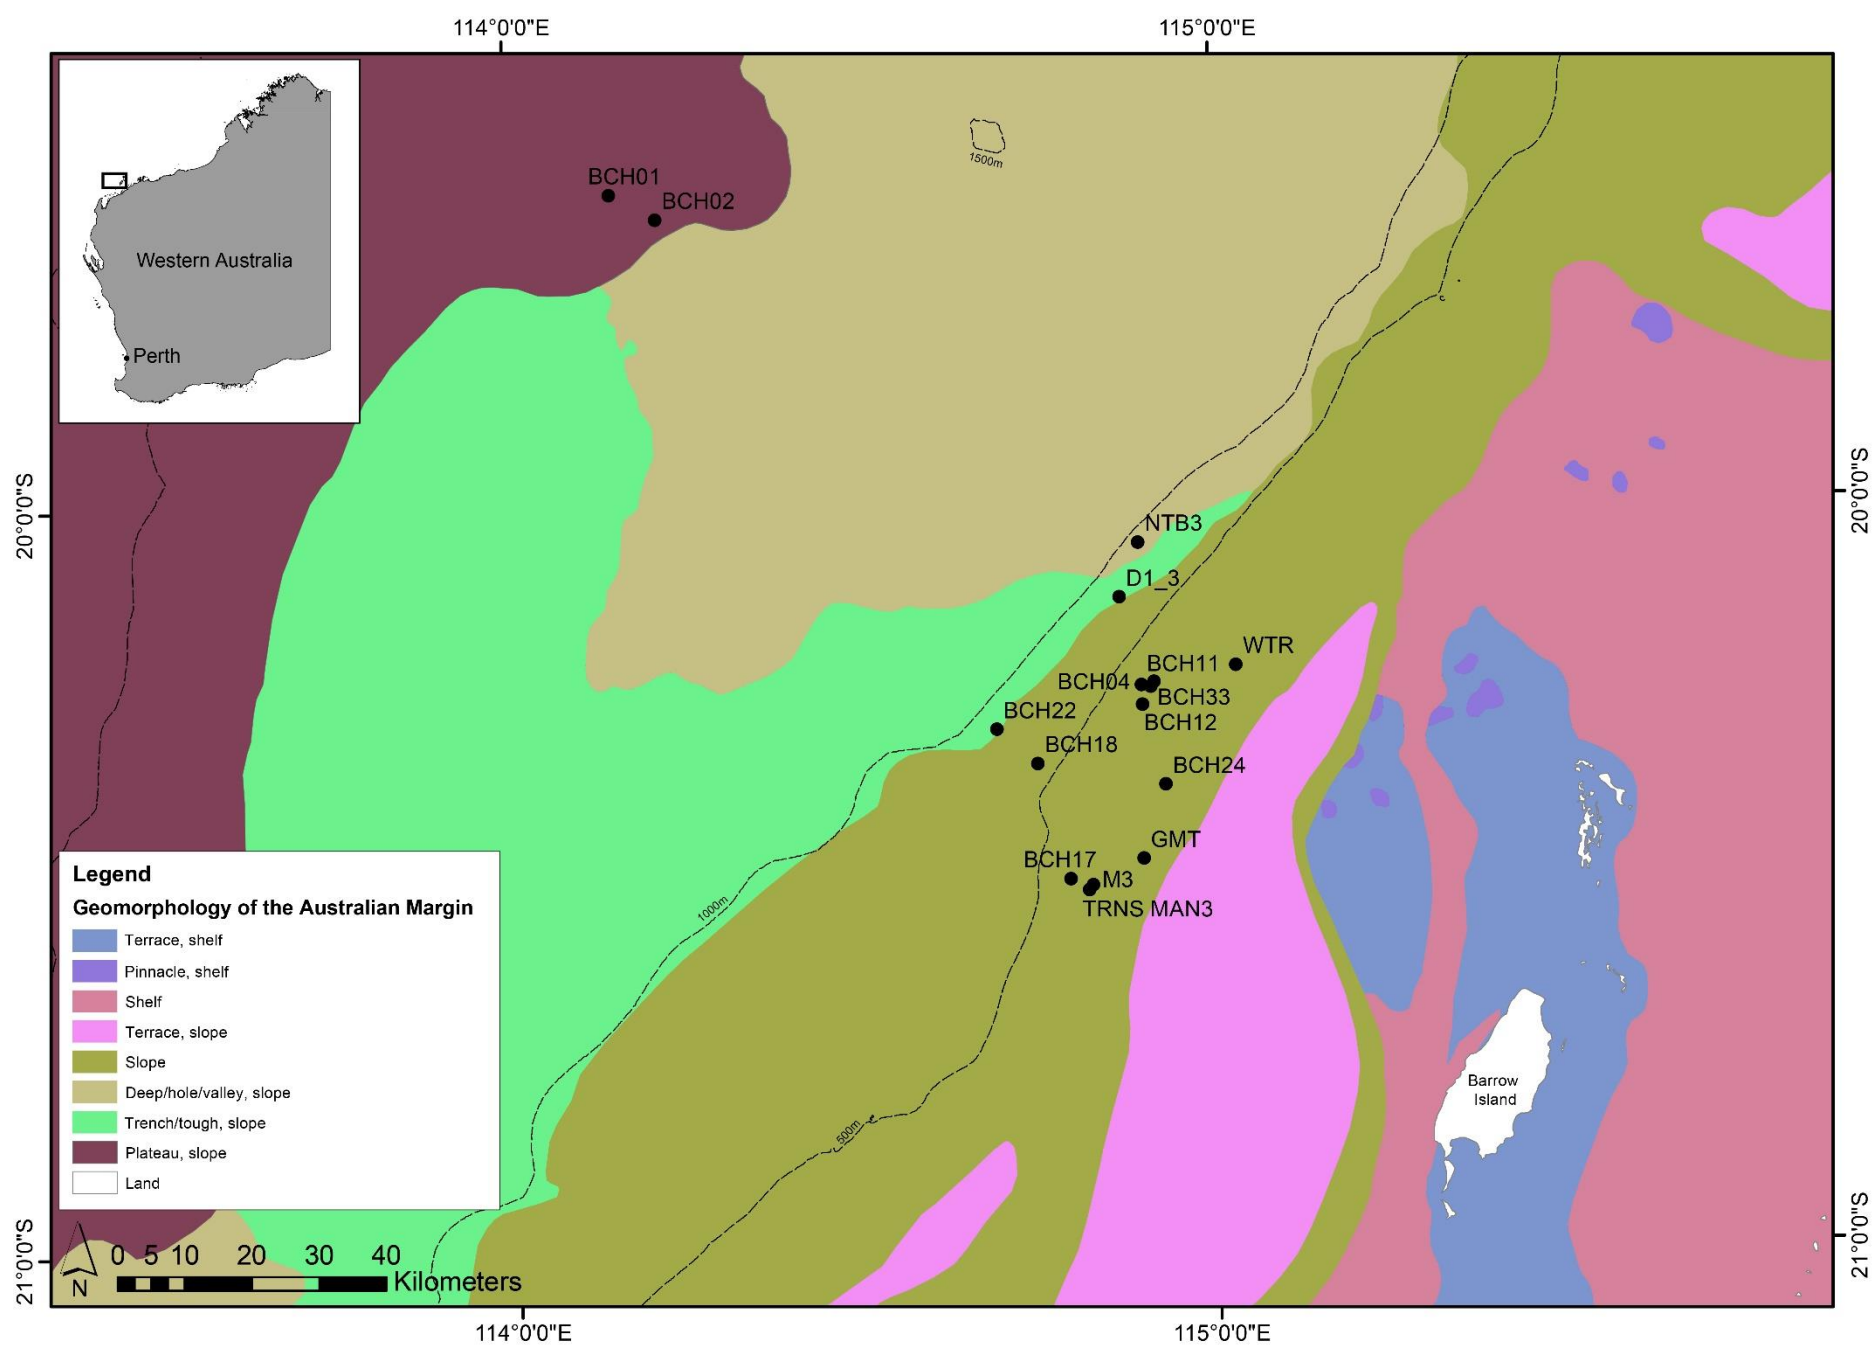 114°0'0"E
115°0'0"E
Western Australia
Perth
BCH01
BCH02
1500m
20°0'0"S
20°0'0"S
NTB3
D1_3
WTR
BCH11
BCH04
BCH33
BCH12
BCH22
BCH18
BCH24
GMT
BCH17
M3
TRNS MAN3
1000m
500m
Barrow
Island
Legend
Geomorphology of the Australian Margin
Terrace, shelf
Pinnacle, shelf
Shelf
Terrace, slope
Slope
Deep/hole/valley, slope
Trench/tough, slope
Plateau, slope
Land
21°0'0"S
21°0'0"S
N
0 5 10 20 30 40
Kilometers
114°0'0"E
115°0'0"E